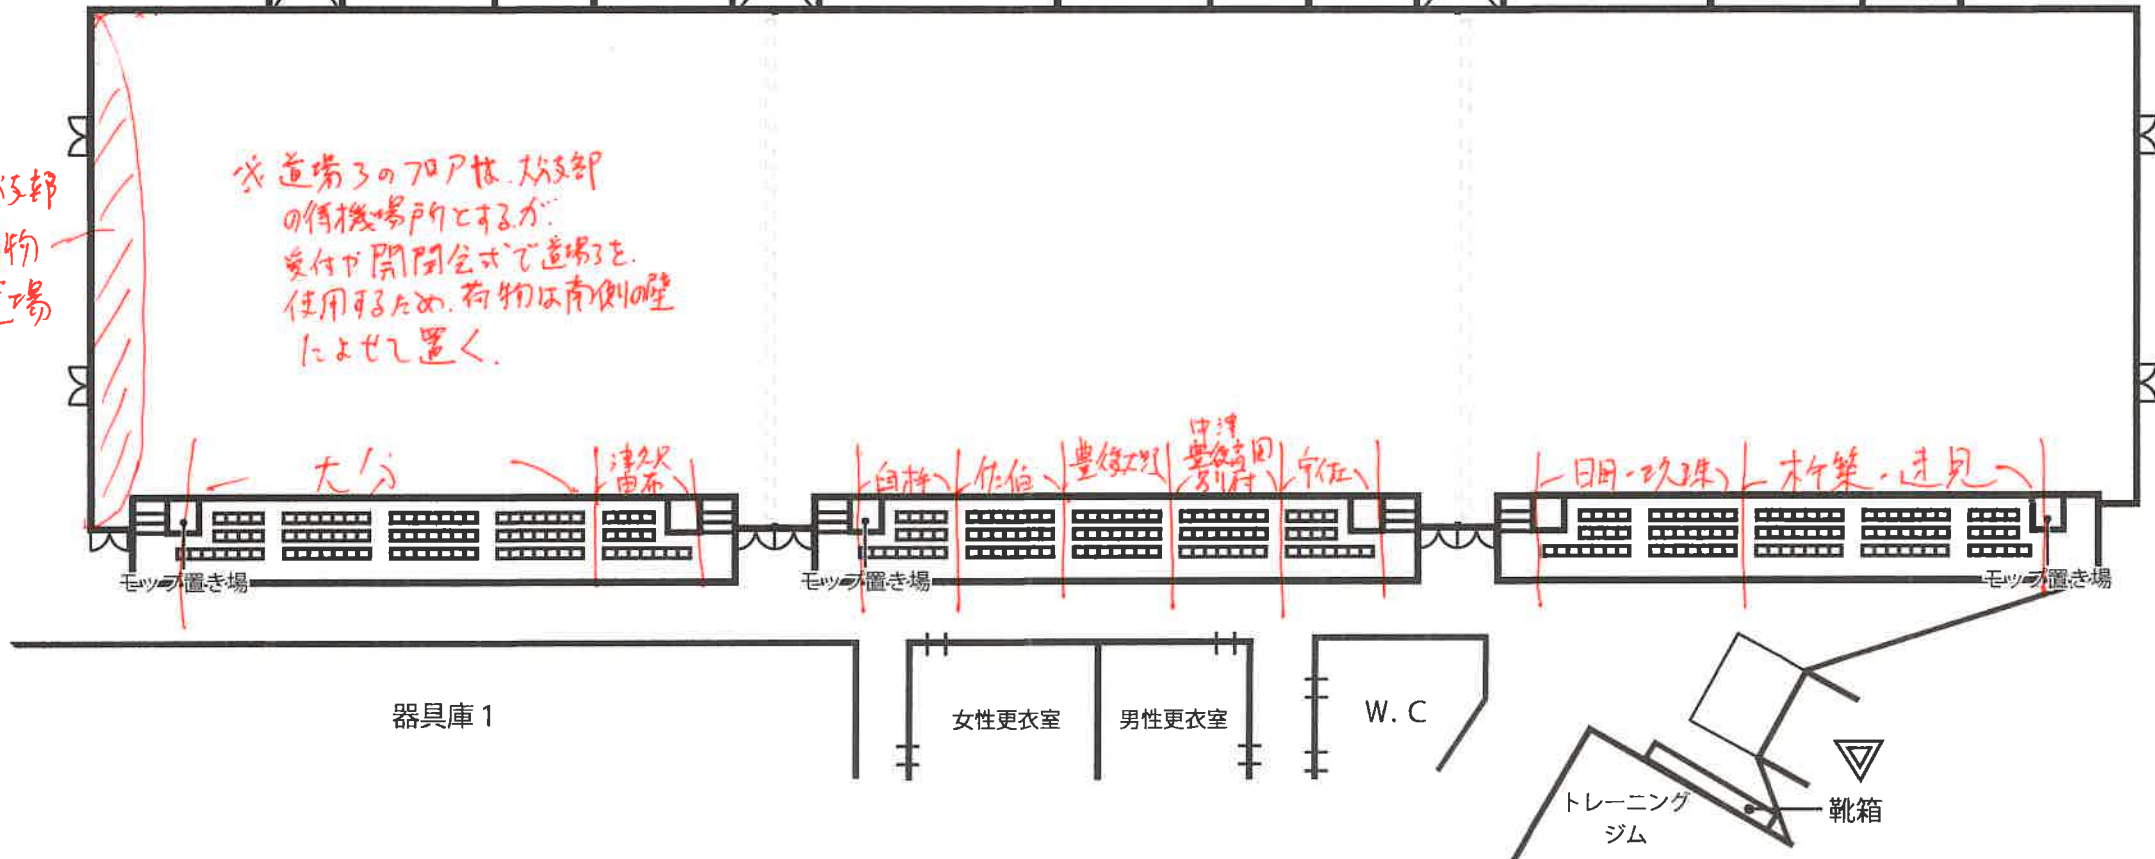 ※道場3のフロアは、大分支部
の待機場所とするが、
受付や開閉会式で道場3を
使用するため、荷物は南側の壁
によせて置く.
支部
物
場
大分
津久見
由布
臼杵
佐伯
豊後大野
中津
豊後高田
別府
宇佐
日田・玖珠
杵築・速見
モップ置き場
モップ置き場
モップ置き場
器具庫1
女性更衣室
男性更衣室
W. C
トレーニング
ジム
靴箱